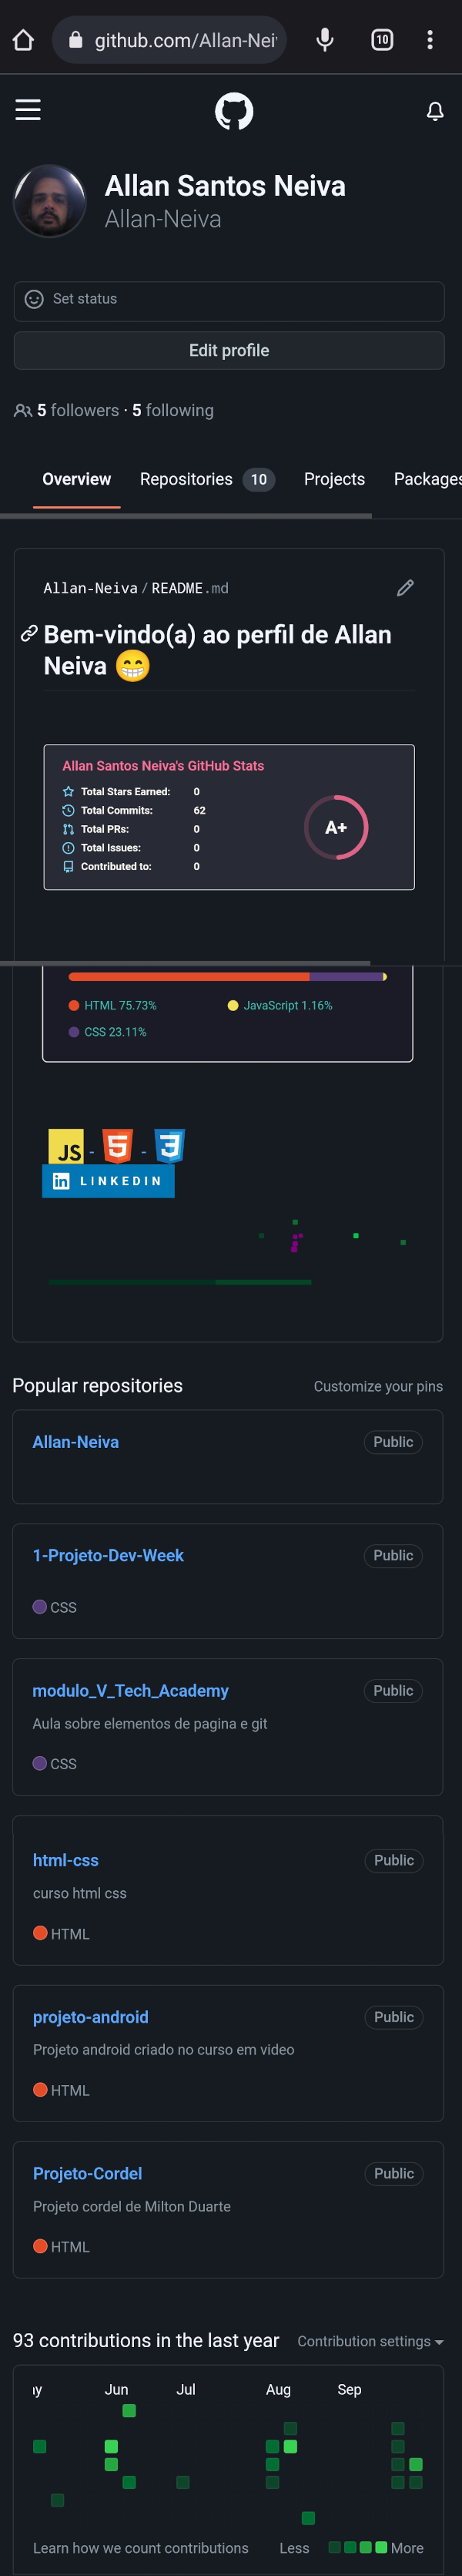 github.com/Allan-Nei
10
Allan Santos Neiva
Allan-Neiva
Set status
Edit profile
5 followers · 5 following
Overview Repositories 10 Projects Packages
Allan-Neiva / README.md
Bem-vindo(a) ao perfil de Allan
Neiva 😁
Allan Santos Neiva's GitHub Stats
Total Stars Earned: 0
Total Commits: 62
Total PRs: 0
Total Issues: 0
Contributed to: 0
A+
HTML 75.73% JavaScript 1.16%
CSS 23.11%
JS - 5 - 3
in LINKEDIN
Popular repositories Customize your pins
Allan-Neiva Public
1-Projeto-Dev-Week Public
CSS
modulo_V_Tech_Academy Public
Aula sobre elementos de pagina e git
CSS
html-css Public
curso html css
HTML
projeto-android Public
Projeto android criado no curso em video
HTML
Projeto-Cordel Public
Projeto cordel de Milton Duarte
HTML
93 contributions in the last year Contribution settings
ay Jun Jul Aug Sep
Learn how we count contributions Less More